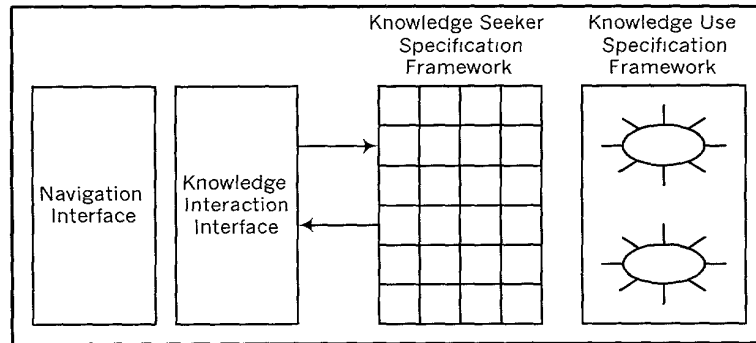 Knowledge Seeker
Specification
Framework
Knowledge Use
Specification
Framework
Navigation
Interface
Knowledge
Interaction
Interface